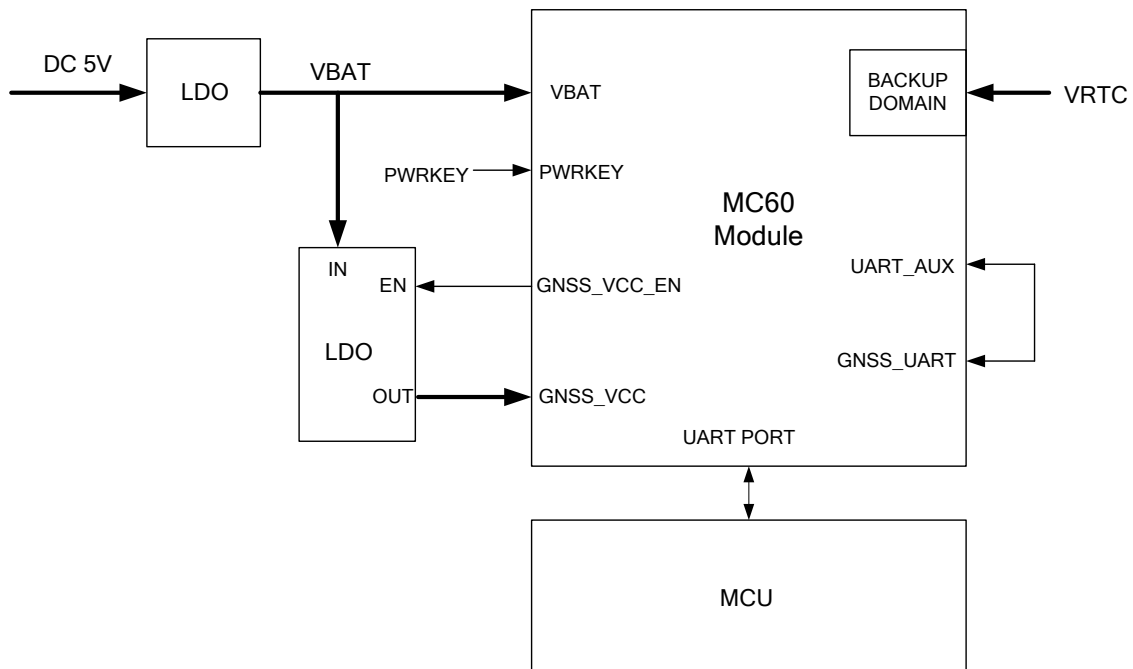 DC 5V
LDO
VBAT
VBAT
BACKUP
DOMAIN
VRTC
PWRKEY
PWRKEY
MC60
Module
IN
EN
GNSS_VCC_EN
UART_AUX
LDO
GNSS_UART
OUT
GNSS_VCC
UART PORT
MCU